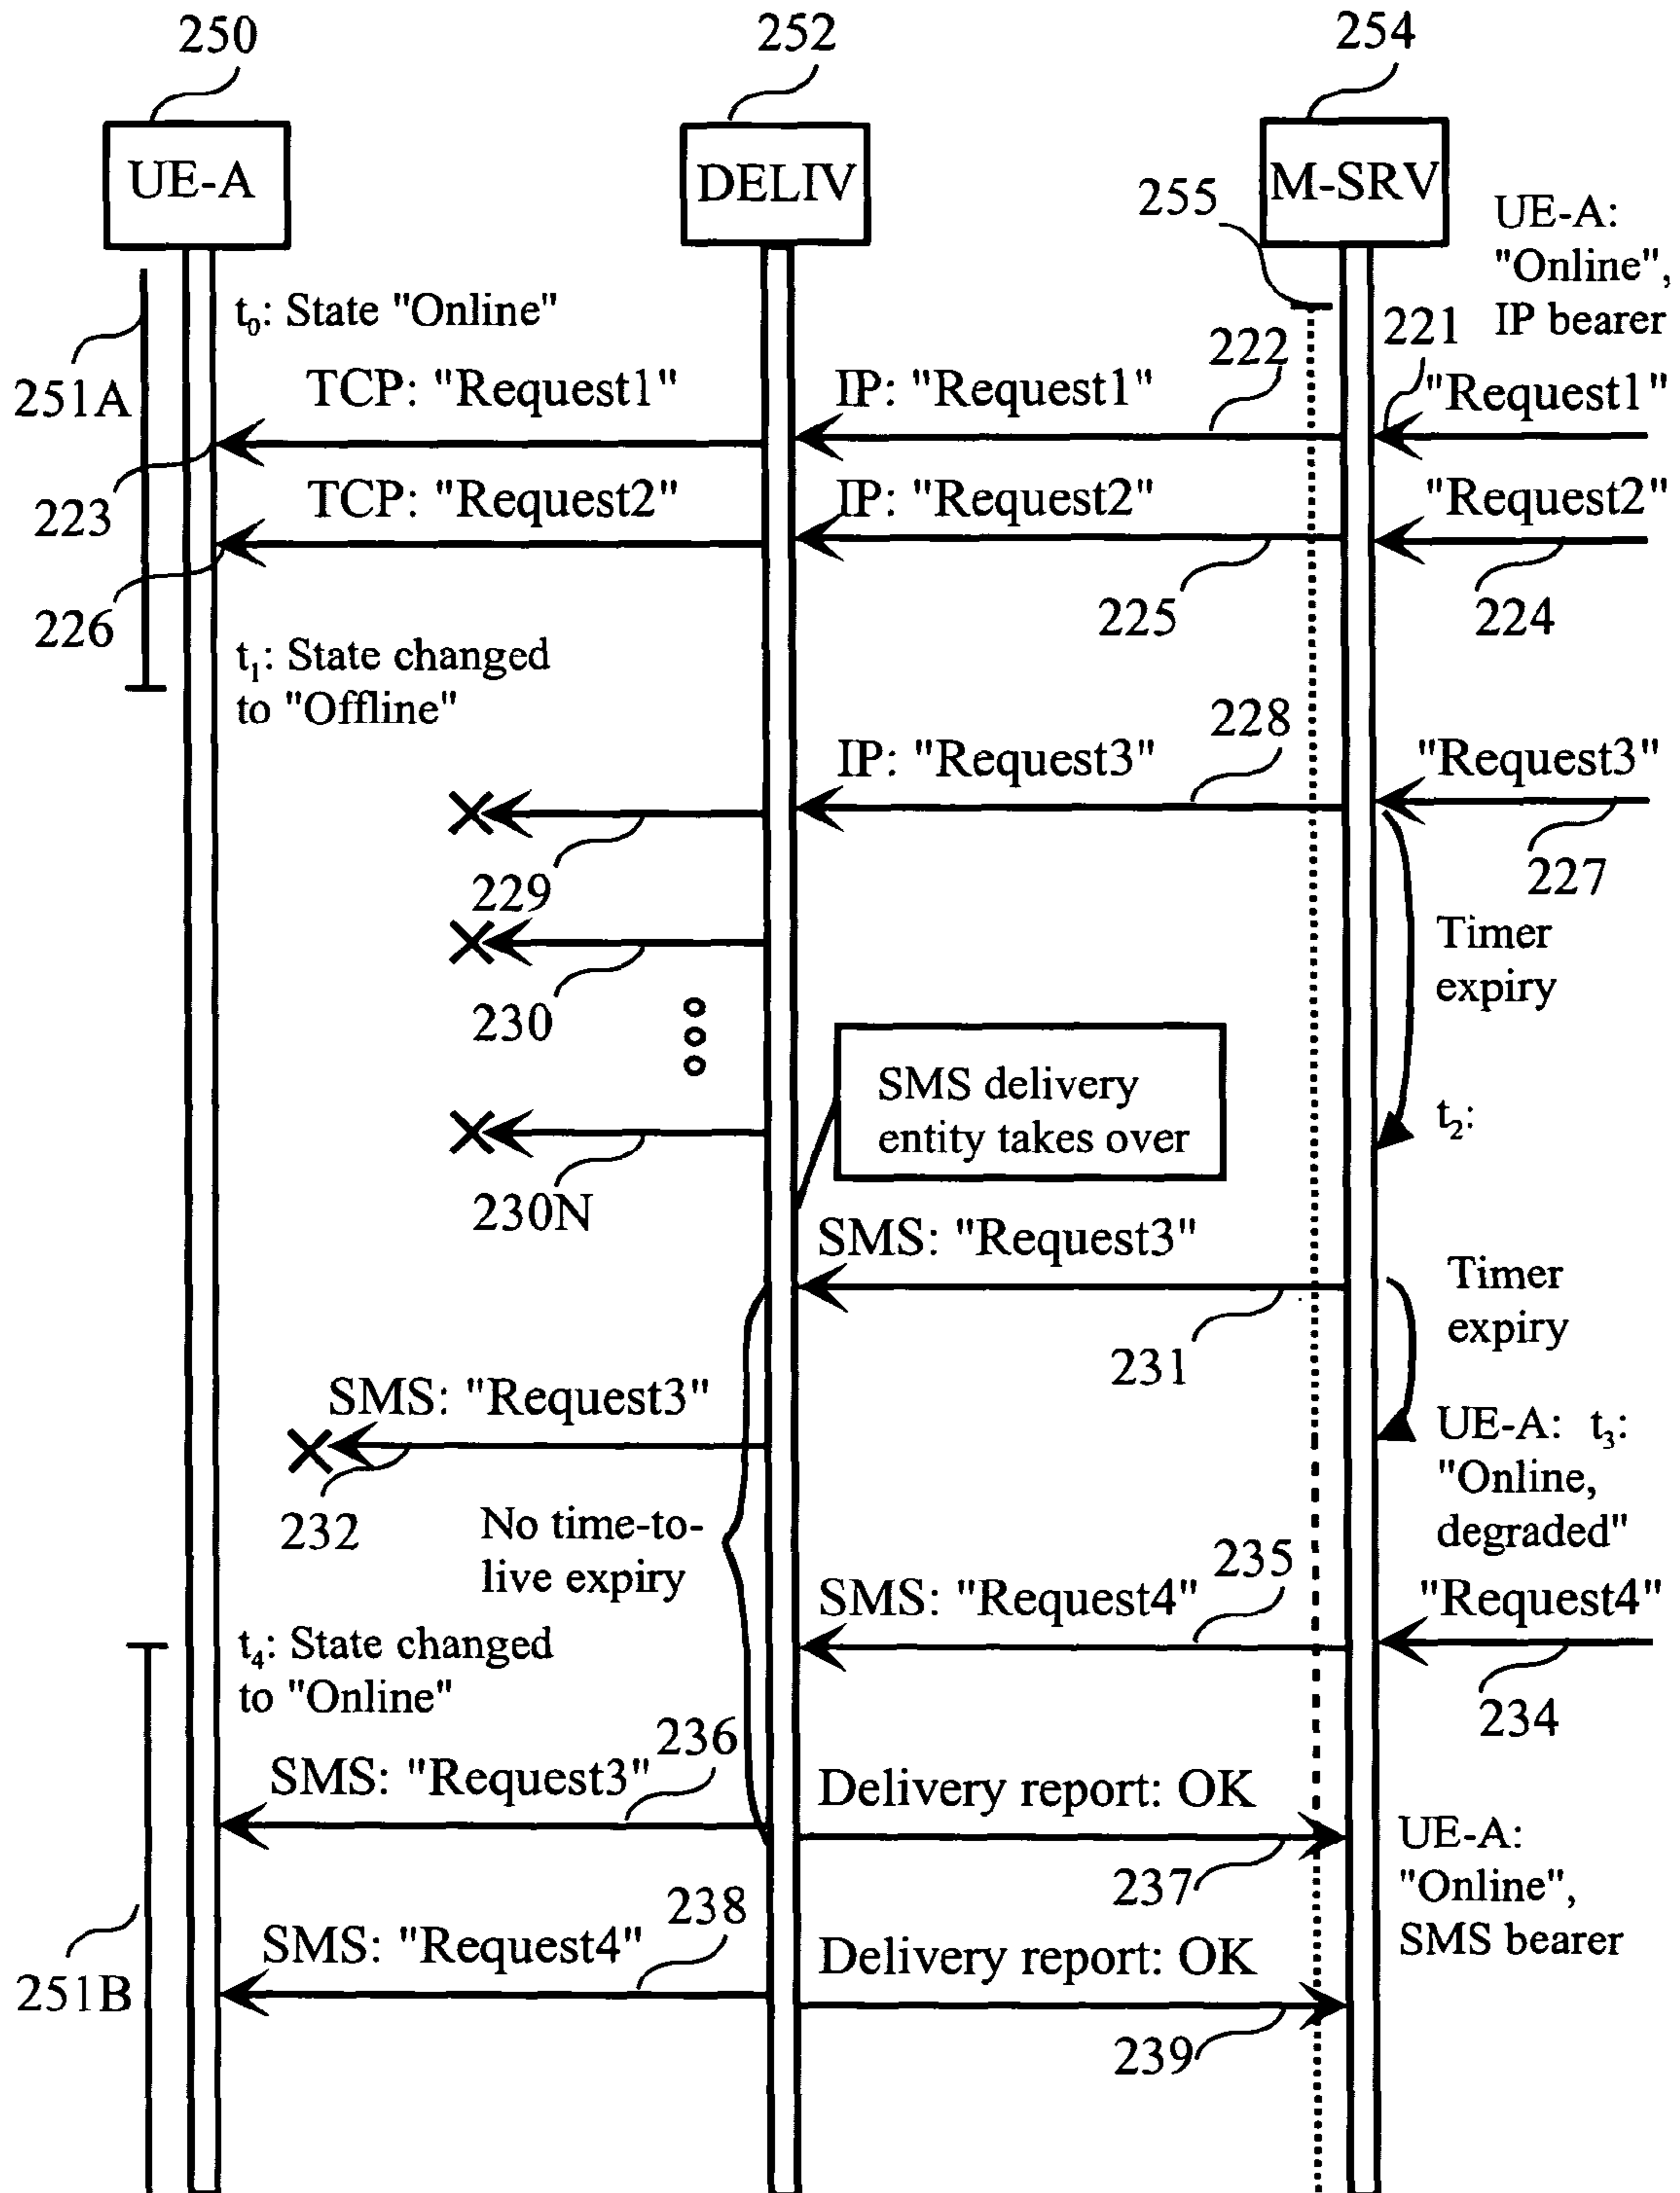 250
252
254
UE-A
DELIV
M-SRV
255
UE-A:
"Online",
IP bearer
t0: State "Online"
251A
222
221
TCP: "Request1"
IP: "Request1"
"Request1"
223
TCP: "Request2"
IP: "Request2"
"Request2"
226
225
224
t1: State changed
to "Offline"
228
IP: "Request3"
"Request3"
229
227
Timer
expiry
230
SMS delivery
entity takes over
t2:
230N
SMS: "Request3"
Timer
expiry
231
SMS: "Request3"
UE-A: t3:
"Online,
degraded"
232
No time-to-
live expiry
235
SMS: "Request4"
"Request4"
t4: State changed
to "Online"
234
236
SMS: "Request3"
Delivery report: OK
237
UE-A:
"Online",
SMS bearer
238
SMS: "Request4"
Delivery report: OK
251B
239